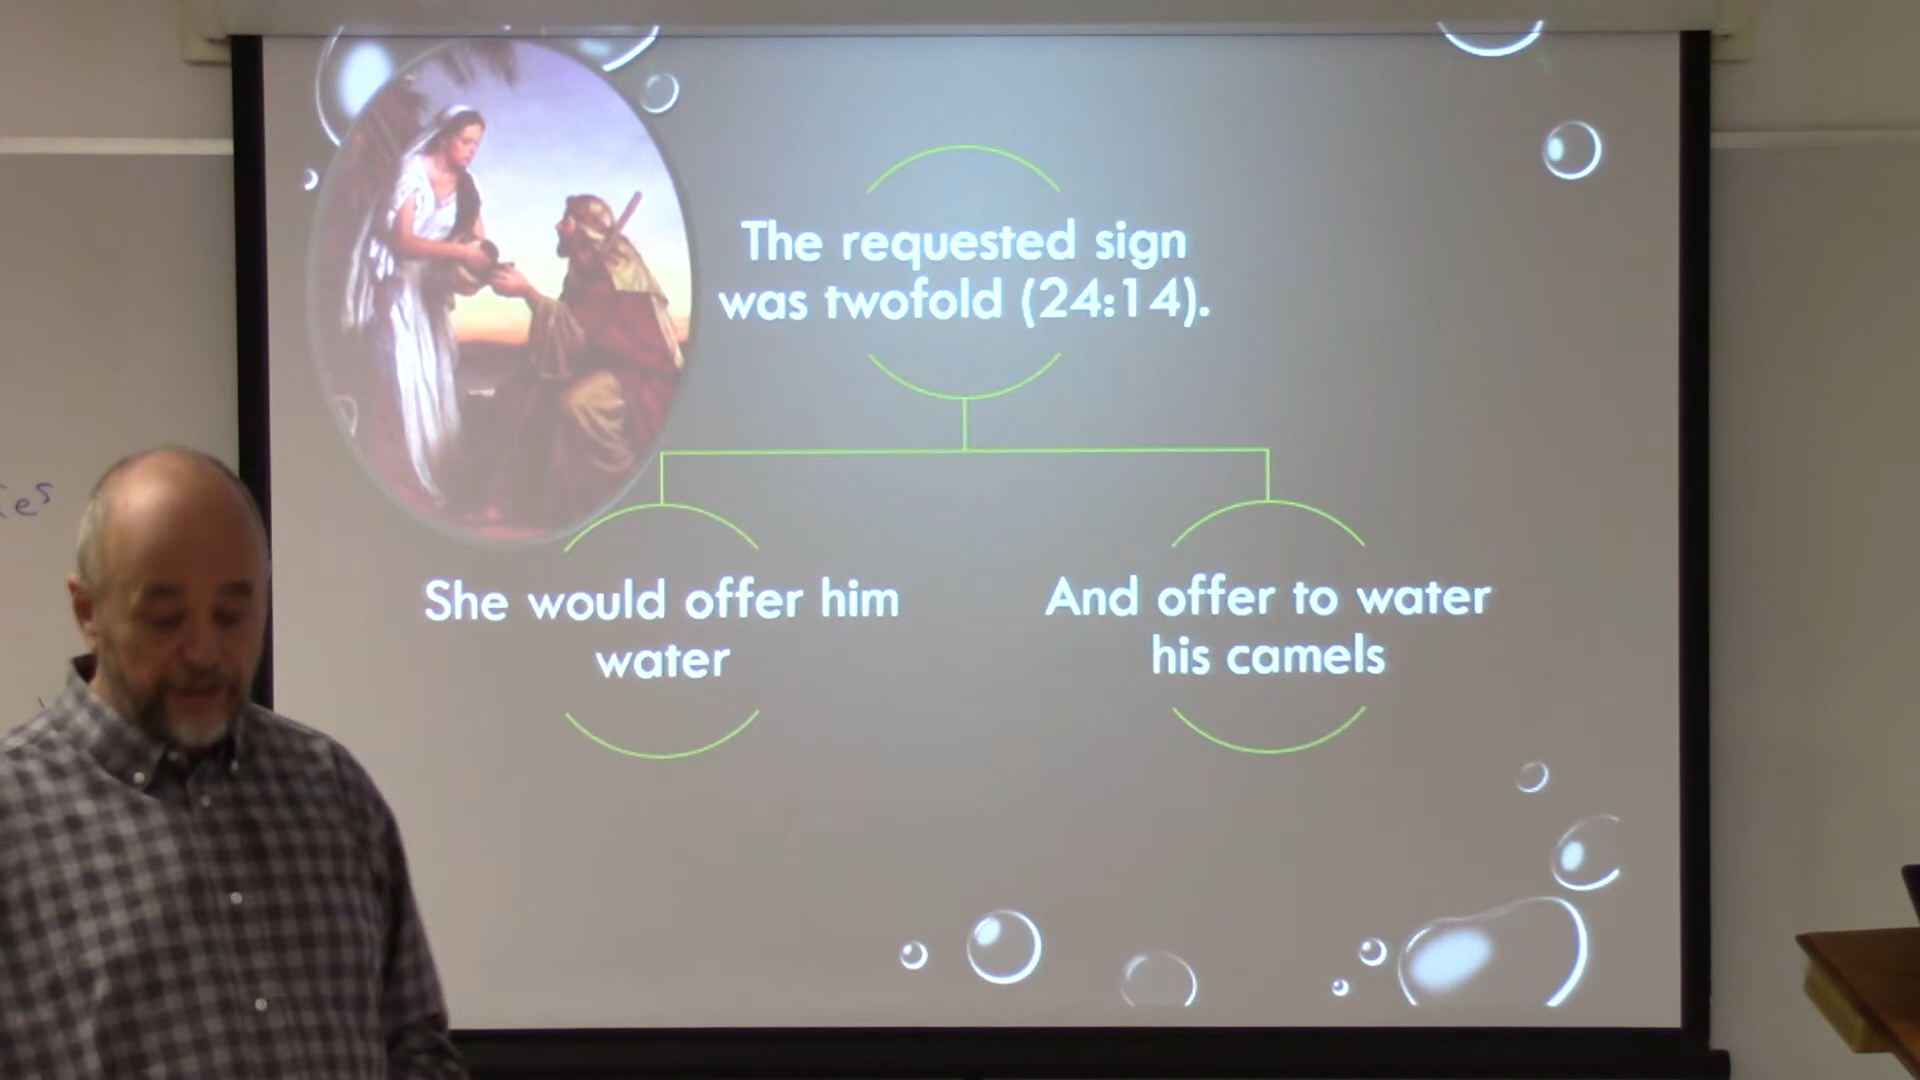 The requested sign
was twofold (24:14).
She would offer him
water
And offer to water
his camels